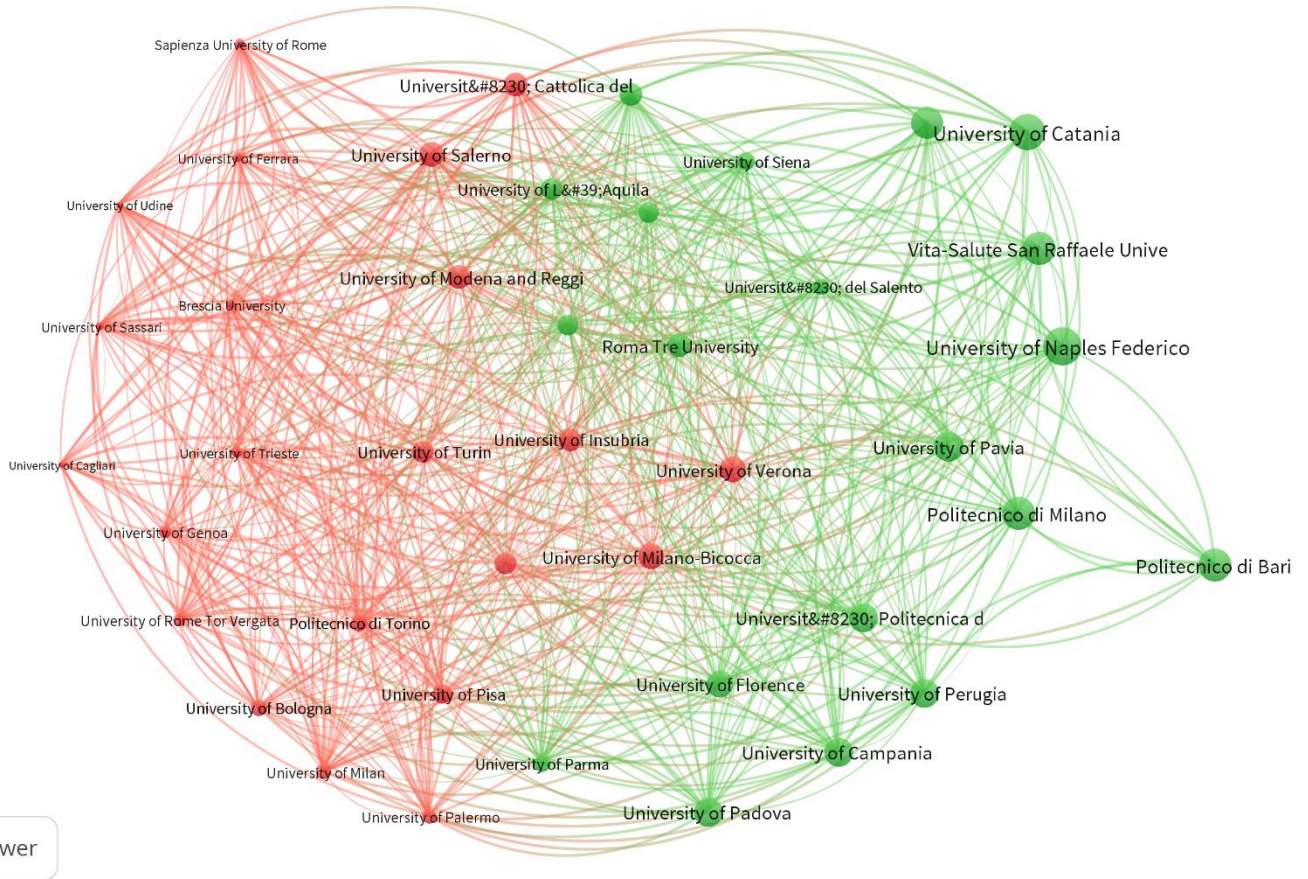 Sapienza University of Rome
Universit&#8230; Cattolica del
University of Catania
University of Ferrara
University of Salerno
University of Siena
University of L&#39;Aquila
University of Udine
Vita-Salute San Raffaele Unive
University of Modena and Reggi
Universit&#8230; del Salento
Brescia University
University of Sassari
Roma Tre University
University of Naples Federico
University of Cagliari
University of Trieste
University of Turin
University of Insubria
University of Verona
University of Pavia
Politecnico di Milano
University of Genoa
University of Milano-Bicocca
Politecnico di Bari
University of Rome Tor Vergata
Politecnico di Torino
Universit&#8230; Politecnica d
University of Pisa
University of Florence
University of Perugia
University of Bologna
University of Milan
University of Parma
University of Campania
University of Palermo
University of Padova
wer